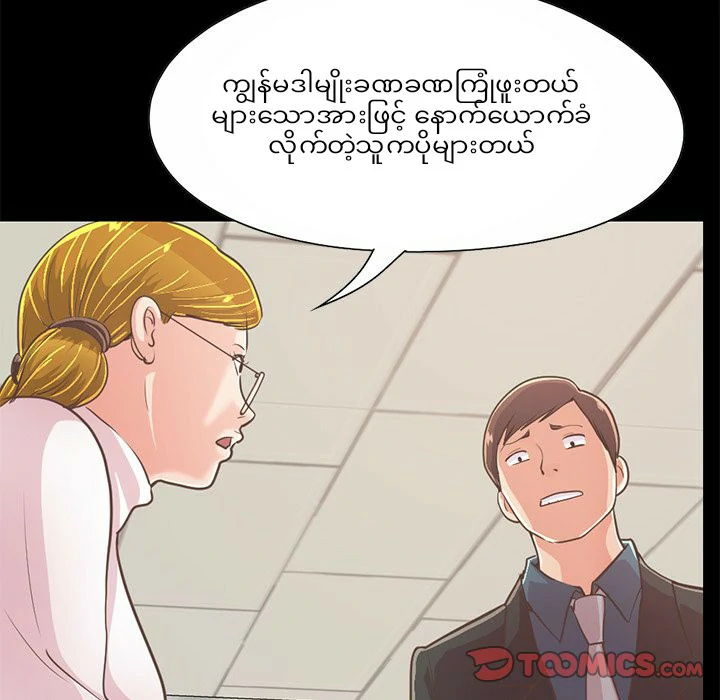 ကျွန်မဒါမျိုးခဏခဏကြုံဖူးတယ်
များသောအားဖြင့် နောက်ယောက်ခံ
လိုက်တဲ့သူကပိုများတယ်
TOOMICS.COM